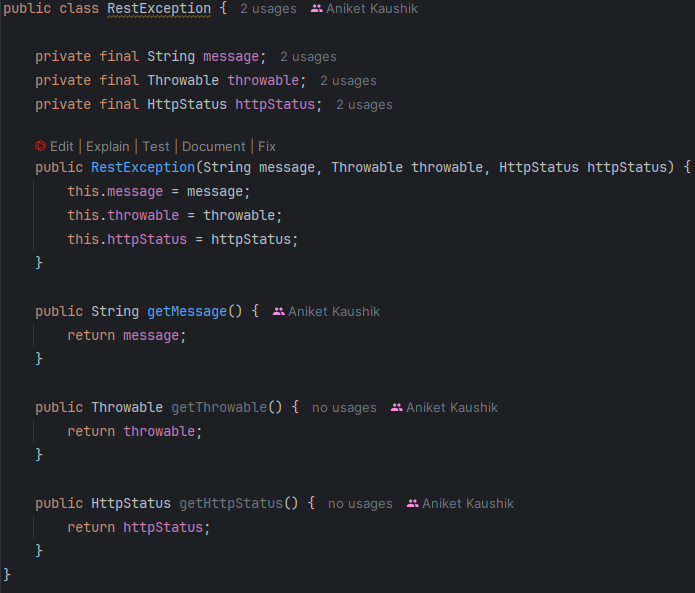 public class RestException {  2 usages  Aniket Kaushik
private final String message;  2 usages
private final Throwable throwable;  2 usages
private final HttpStatus httpStatus;  2 usages
Edit | Explain | Test | Document | Fix
public RestException(String message, Throwable throwable, HttpStatus httpStatus) {
this.message = message;
this.throwable = throwable;
this.httpStatus = httpStatus;
}
public String getMessage() {  Aniket Kaushik
return message;
}
public Throwable getThrowable() {  no usages  Aniket Kaushik
return throwable;
}
public HttpStatus getHttpStatus() {  no usages  Aniket Kaushik
return httpStatus;
}
}